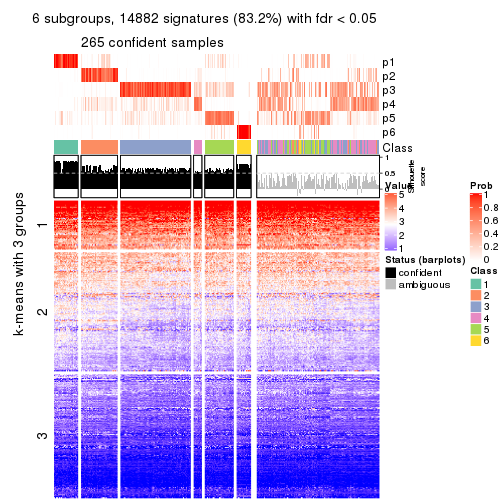 6 subgroups, 14882 signatures (83.2%) with fdr < 0.05
265 confident samples
p1
p2
p3
p4
p5
p6
Class
1
0.5
0
Silhouette
score
k-means with 3 groups
1
2
3
Value
5
4
3
2
1
Status (barplots)
confident
ambiguous
Prob
1
0.8
0.6
0.4
0.2
0
Class
1
2
3
4
5
6